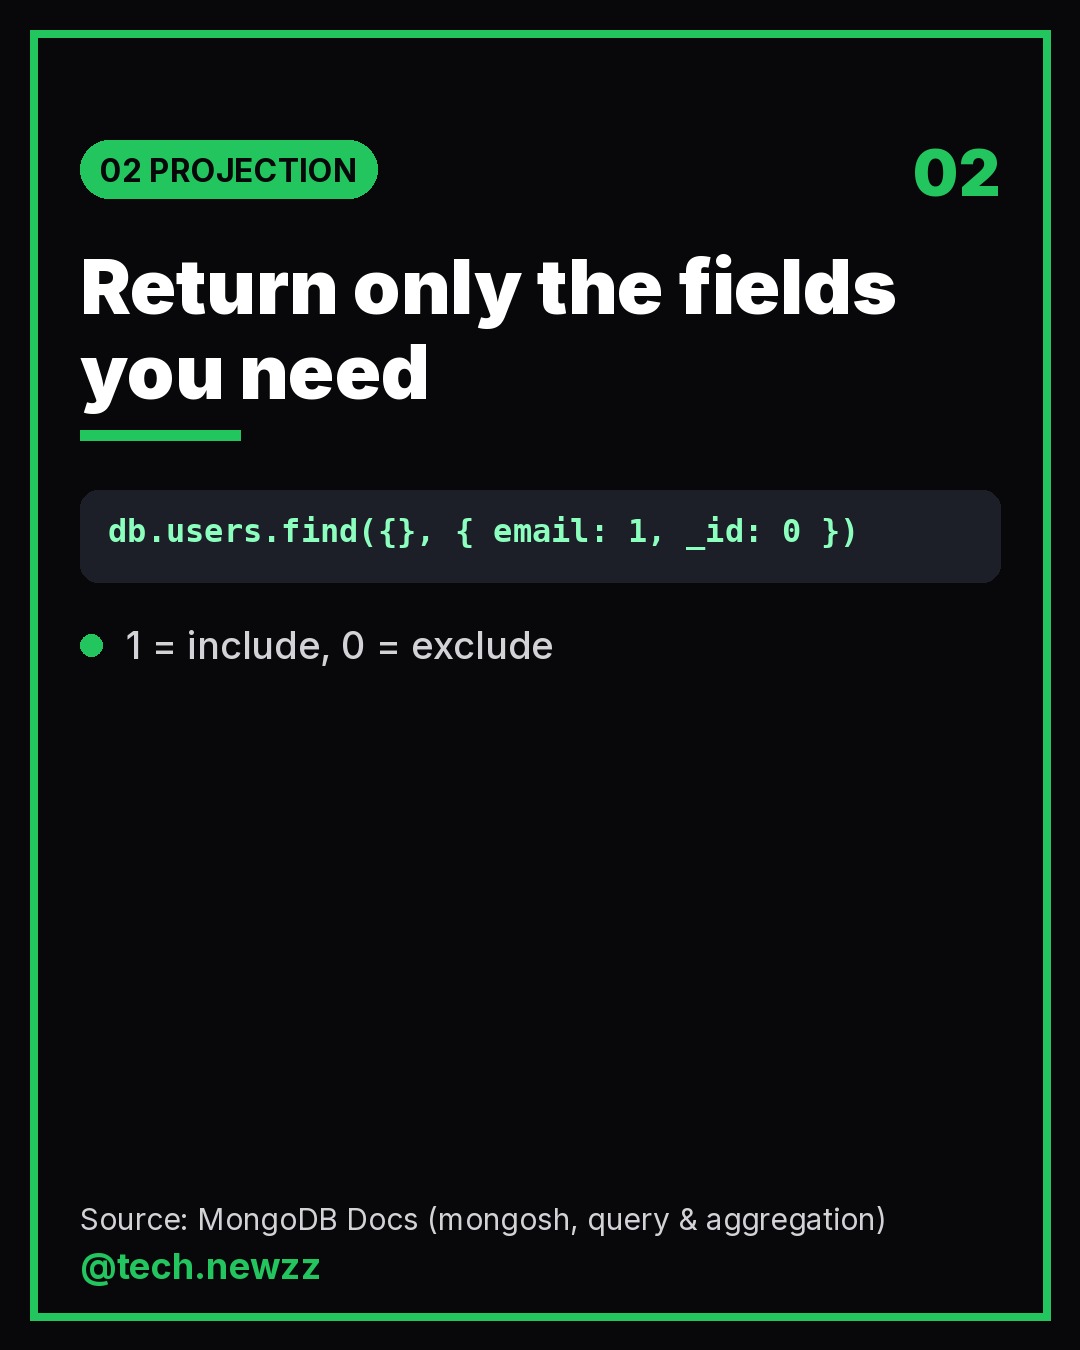 02 PROJECTION
02
Return only the fields
you need
db.users.find({}, { email: 1, _id: 0 })
1 = include, 0 = exclude
Source: MongoDB Docs (mongosh, query & aggregation)
@tech.newzz